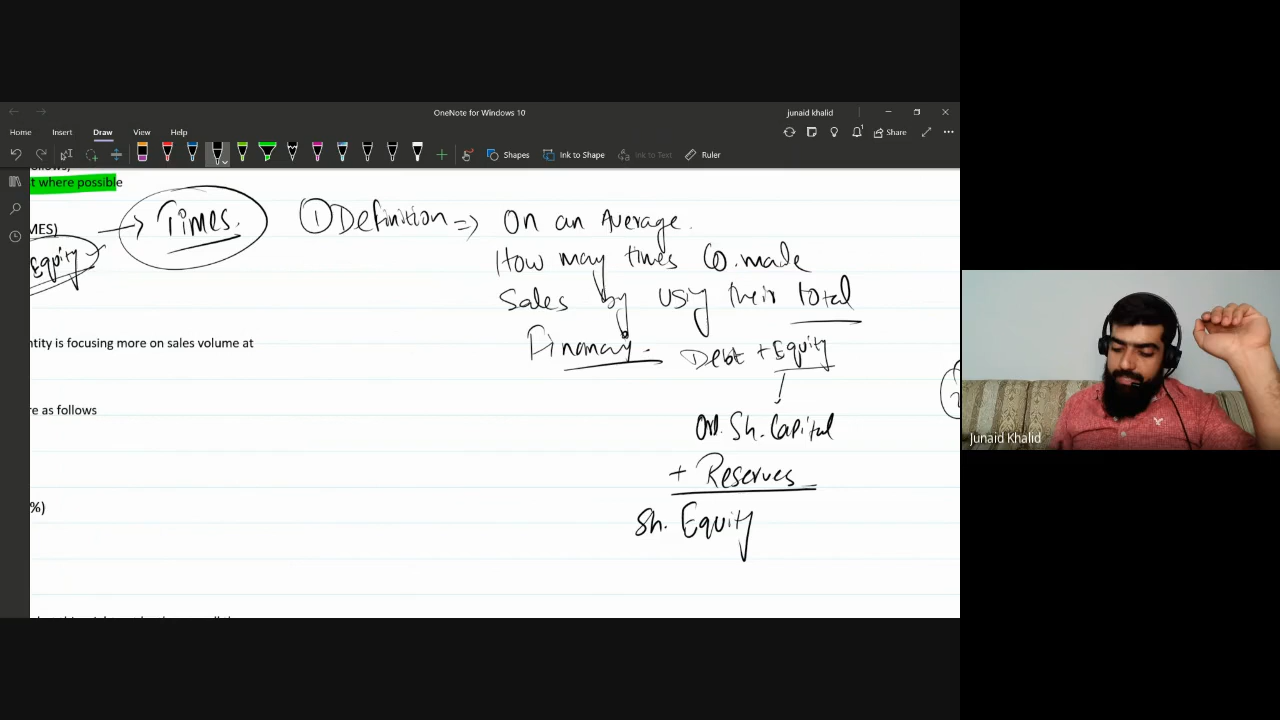 OneNote for Windows 10
junaid khalid
Home Insert Draw View Help
Share
Shapes
Ink to Shape
Ink to Text
Ruler
t where possible
MES)
Times.
Equity
① Definition => On an Average.
How may times Co. made
Sales by using their total
Debt + Equity
Ord. Sh. Capital
+ Reserves
Sh. Equity
ntity is focusing more on sales volume at
re as follows
%)
Junaid Khalid